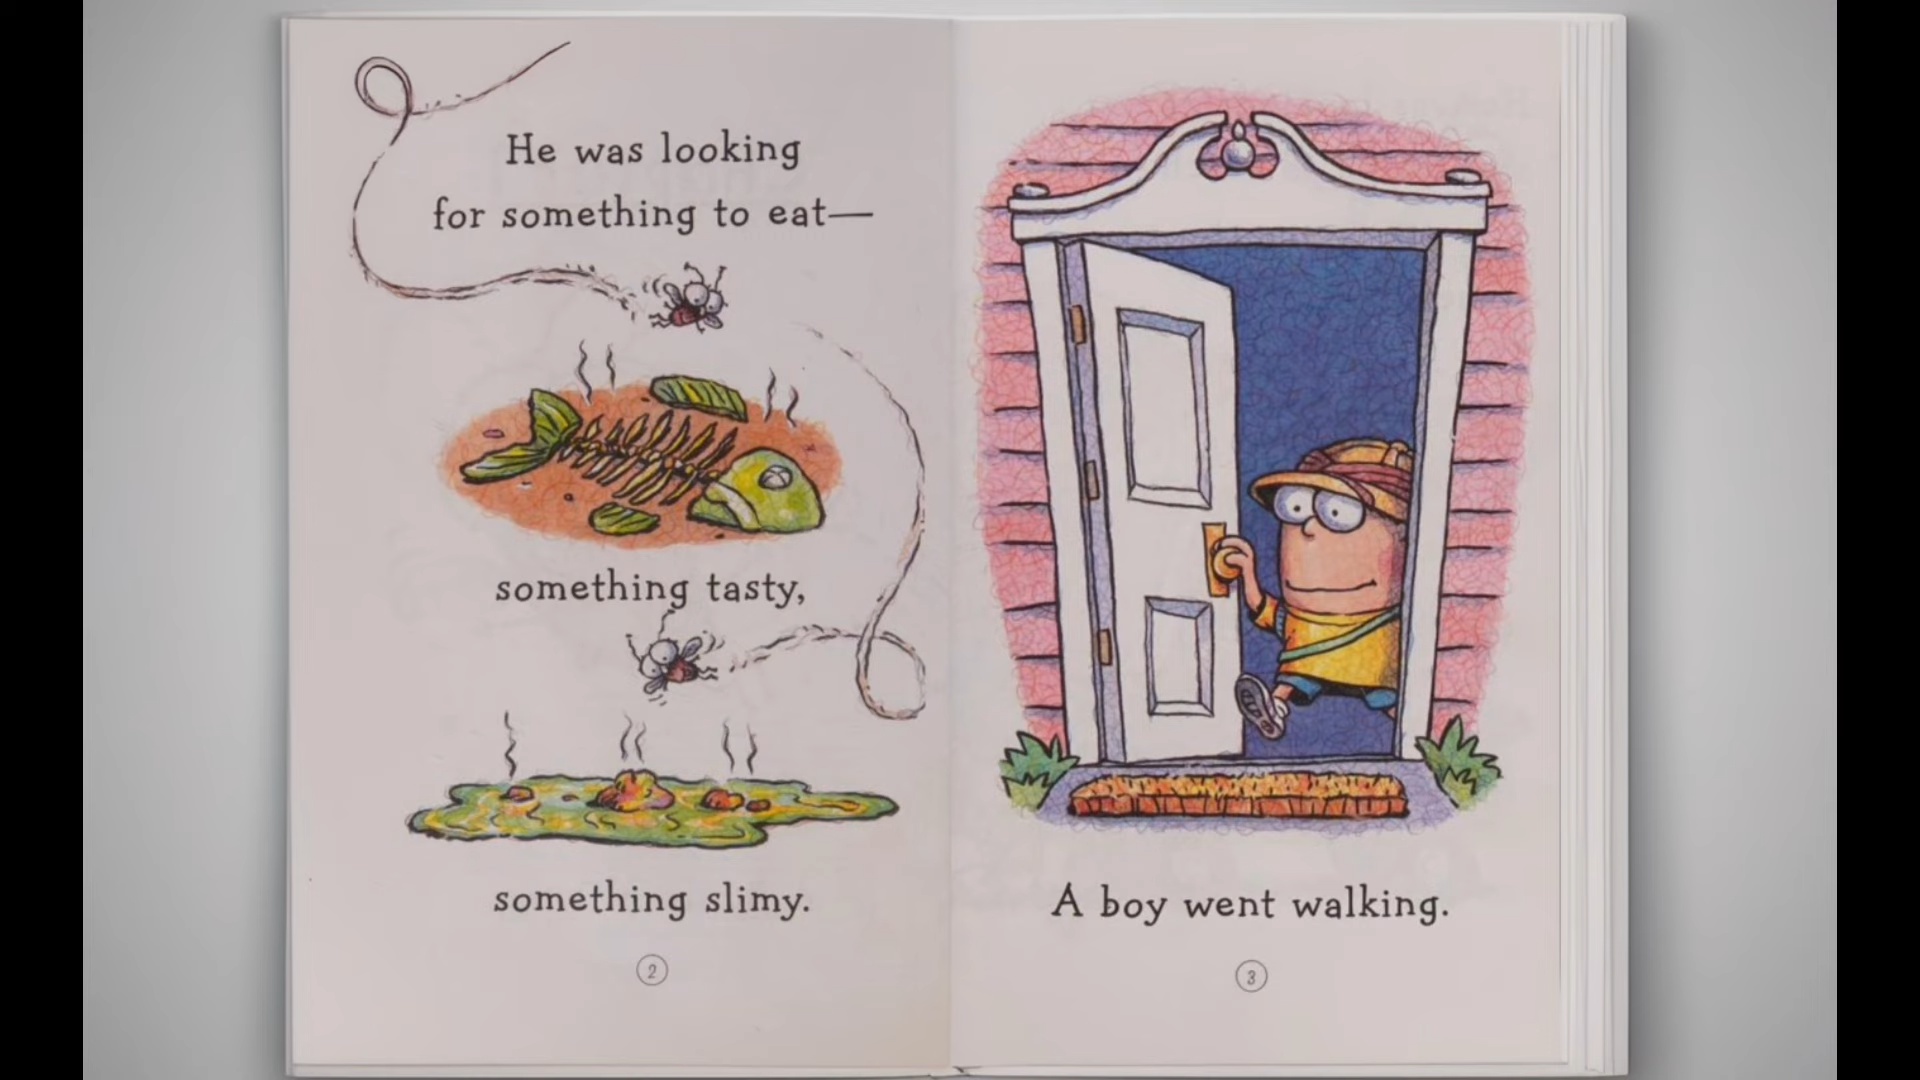 He was looking
for something to eat—
something tasty,
something slimy.
2
A boy went walking.
3